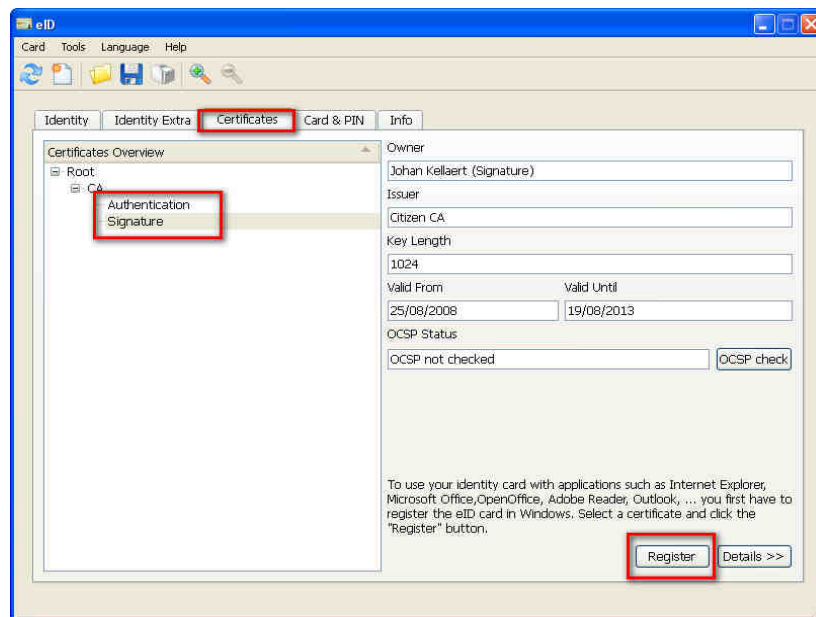 eID
Card Tools Language Help
Identity Identity Extra Certificates Card & PIN Info
Certificates Overview
Root
CA
Authentication
Signature
Owner
Johan Kellaert (Signature)
Issuer
Citizen CA
Key Length
1024
Valid From Valid Until
25/08/2008 19/08/2013
OCSP Status
OCSP not checked OCSP check
To use your identity card with applications such as Internet Explorer,
Microsoft Office,OpenOffice, Adobe Reader, Outlook, ... you first have to
register the eID card in Windows. Select a certificate and click the
"Register" button.
Register Details >>